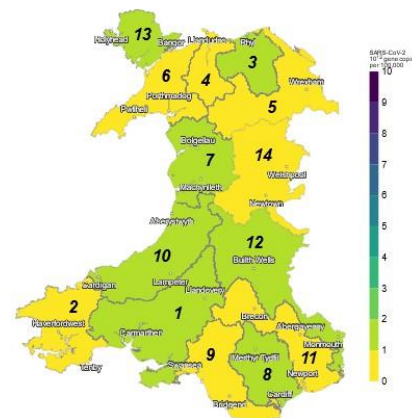 13
Holyhead
Bangor
Llandudno
Rhyl
3
6
4
Wrexham
Porthmadog
5
Pwllheli
Dolgellau
7
14
Welshpool
Machynlleth
Newtown
Aberystwyth
12
10
Builth Wells
Cardigan
Lampeter
Llandovery
2
1
Haverfordwest
Brecon
Carmarthen
Abergavenny
Monmouth
Tenby
Swansea
9
Merthyr Tydfil
11
8
Newport
Bridgend
Cardiff
SARS-CoV-2
gene copies
per 100,000
10
9
8
7
6
5
4
3
2
1
0